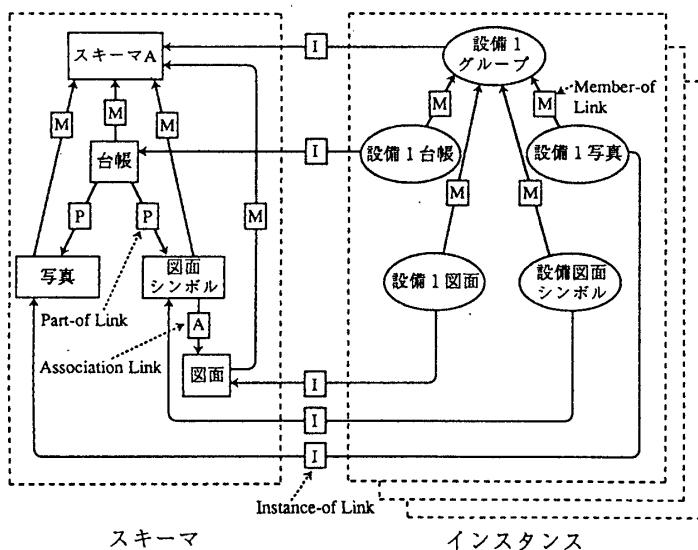 スキーマA
I
設備1
グループ
M
M
M
M
M
Member-of
Link
台帳
I
設備1台帳
設備1写真
P
P
M
M
M
写真
図面
シンボル
設備1図面
設備図面
シンボル
Part-of Link
A
Association Link
図面
I
I
I
Instance-of Link
スキーマ
インスタンス